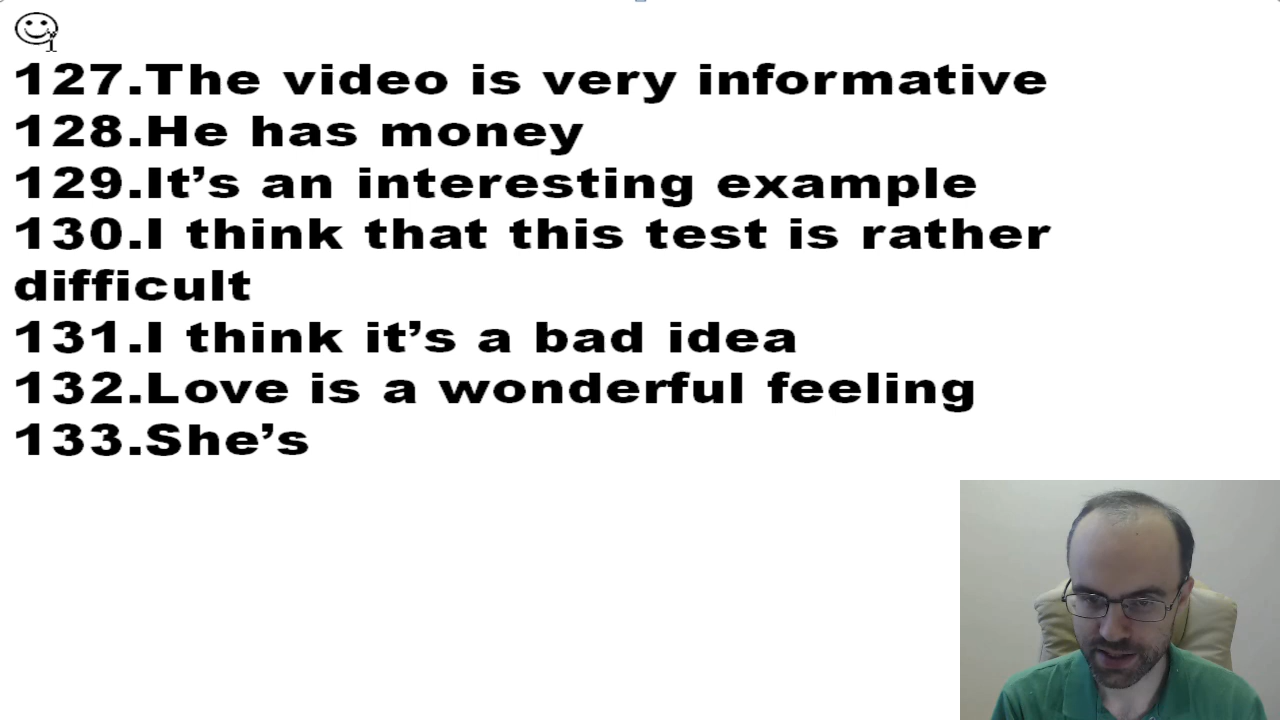 127.The video is very informative
128.He has money
129.It’s an interesting example
130.I think that this test is rather
difficult
131.I think it’s a bad idea
132.Love is a wonderful feeling
133.She’s